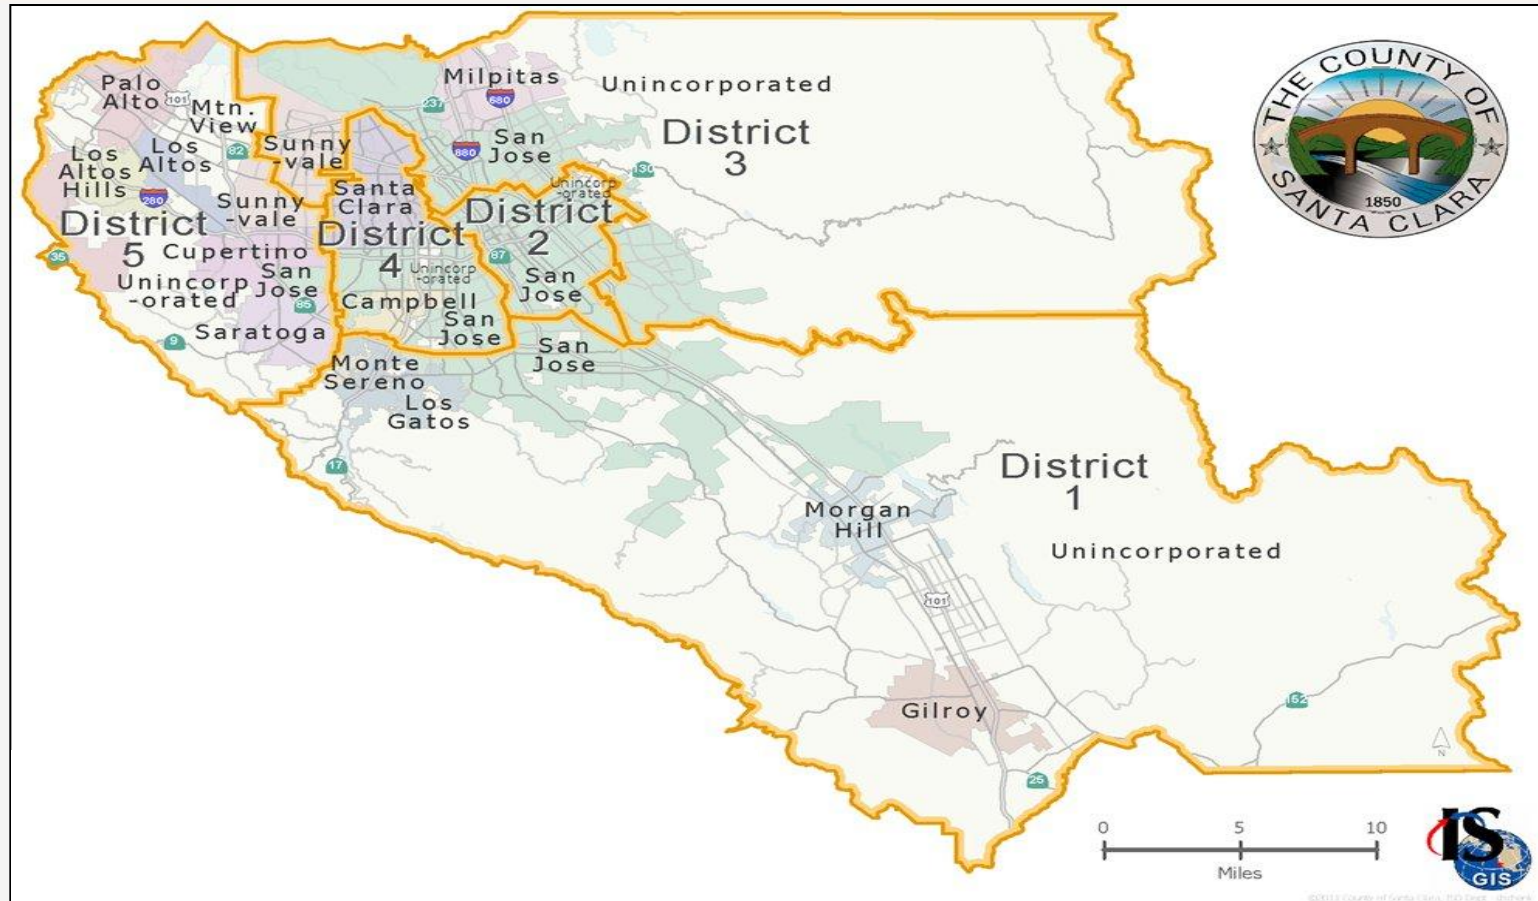 THE COUNTY OF
SANTA CLARA
1850
Palo
Alto
101
Mtn.
View
82
Los
Altos
Hills
Los
Altos
280
Sunny
-vale
Sunny
-vale
237
Milpitas
680
880
San
Jose
Unincorporated
District
3
130
Unincorp
-orated
District
2
87
San
Jose
Santa
Clara
District
4
Unincorp
-orated
Campbell
San
Jose
District
5
35
Cupertino
San
Jose
Unincorp
-orated
85
Saratoga
9
Monte
Sereno
Los
Gatos
17
San
Jose
District
1
Morgan
Hill
Unincorporated
101
Gilroy
152
25
N
0 5 10
Miles
IS
GIS